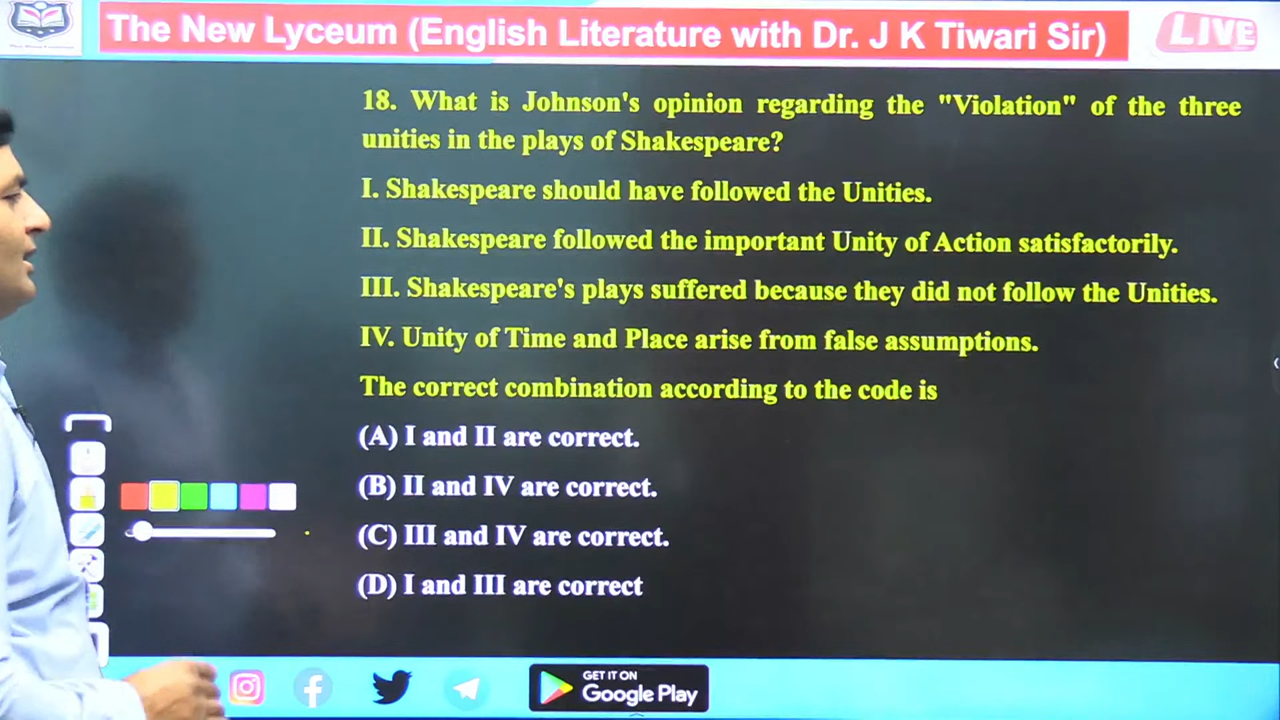 The New Lyceum (English Literature with Dr. J K Tiwari Sir)
LIVE
18. What is Johnson's opinion regarding the "Violation" of the three
unities in the plays of Shakespeare?
I. Shakespeare should have followed the Unities.
II. Shakespeare followed the important Unity of Action satisfactorily.
III. Shakespeare's plays suffered because they did not follow the Unities.
IV. Unity of Time and Place arise from false assumptions.
The correct combination according to the code is
(A) I and II are correct.
(B) II and IV are correct.
(C) III and IV are correct.
(D) I and III are correct
GET IT ON
Google Play